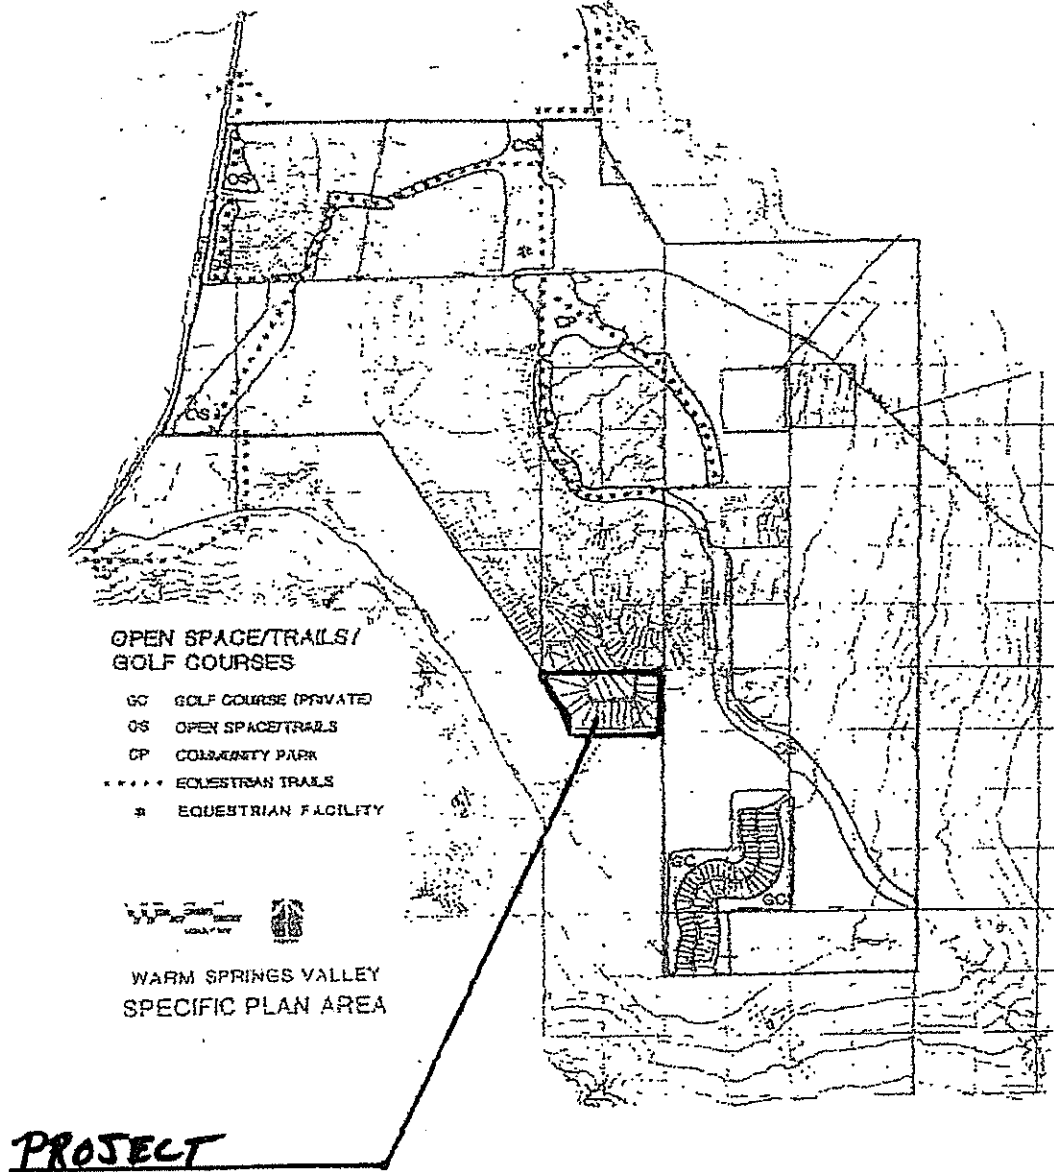 OS
OS
OS
OS
OPEN SPACE/TRAILS/
GOLF COURSES
GC GOLF COURSE (PRIVATE)
OS OPEN SPACE/TRAILS
CP COMMUNITY PARK
EQUESTRIAN TRAILS
EQUESTRIAN FACILITY
GC
GC
WARM SPRINGS VALLEY
SPECIFIC PLAN AREA
PROJECT